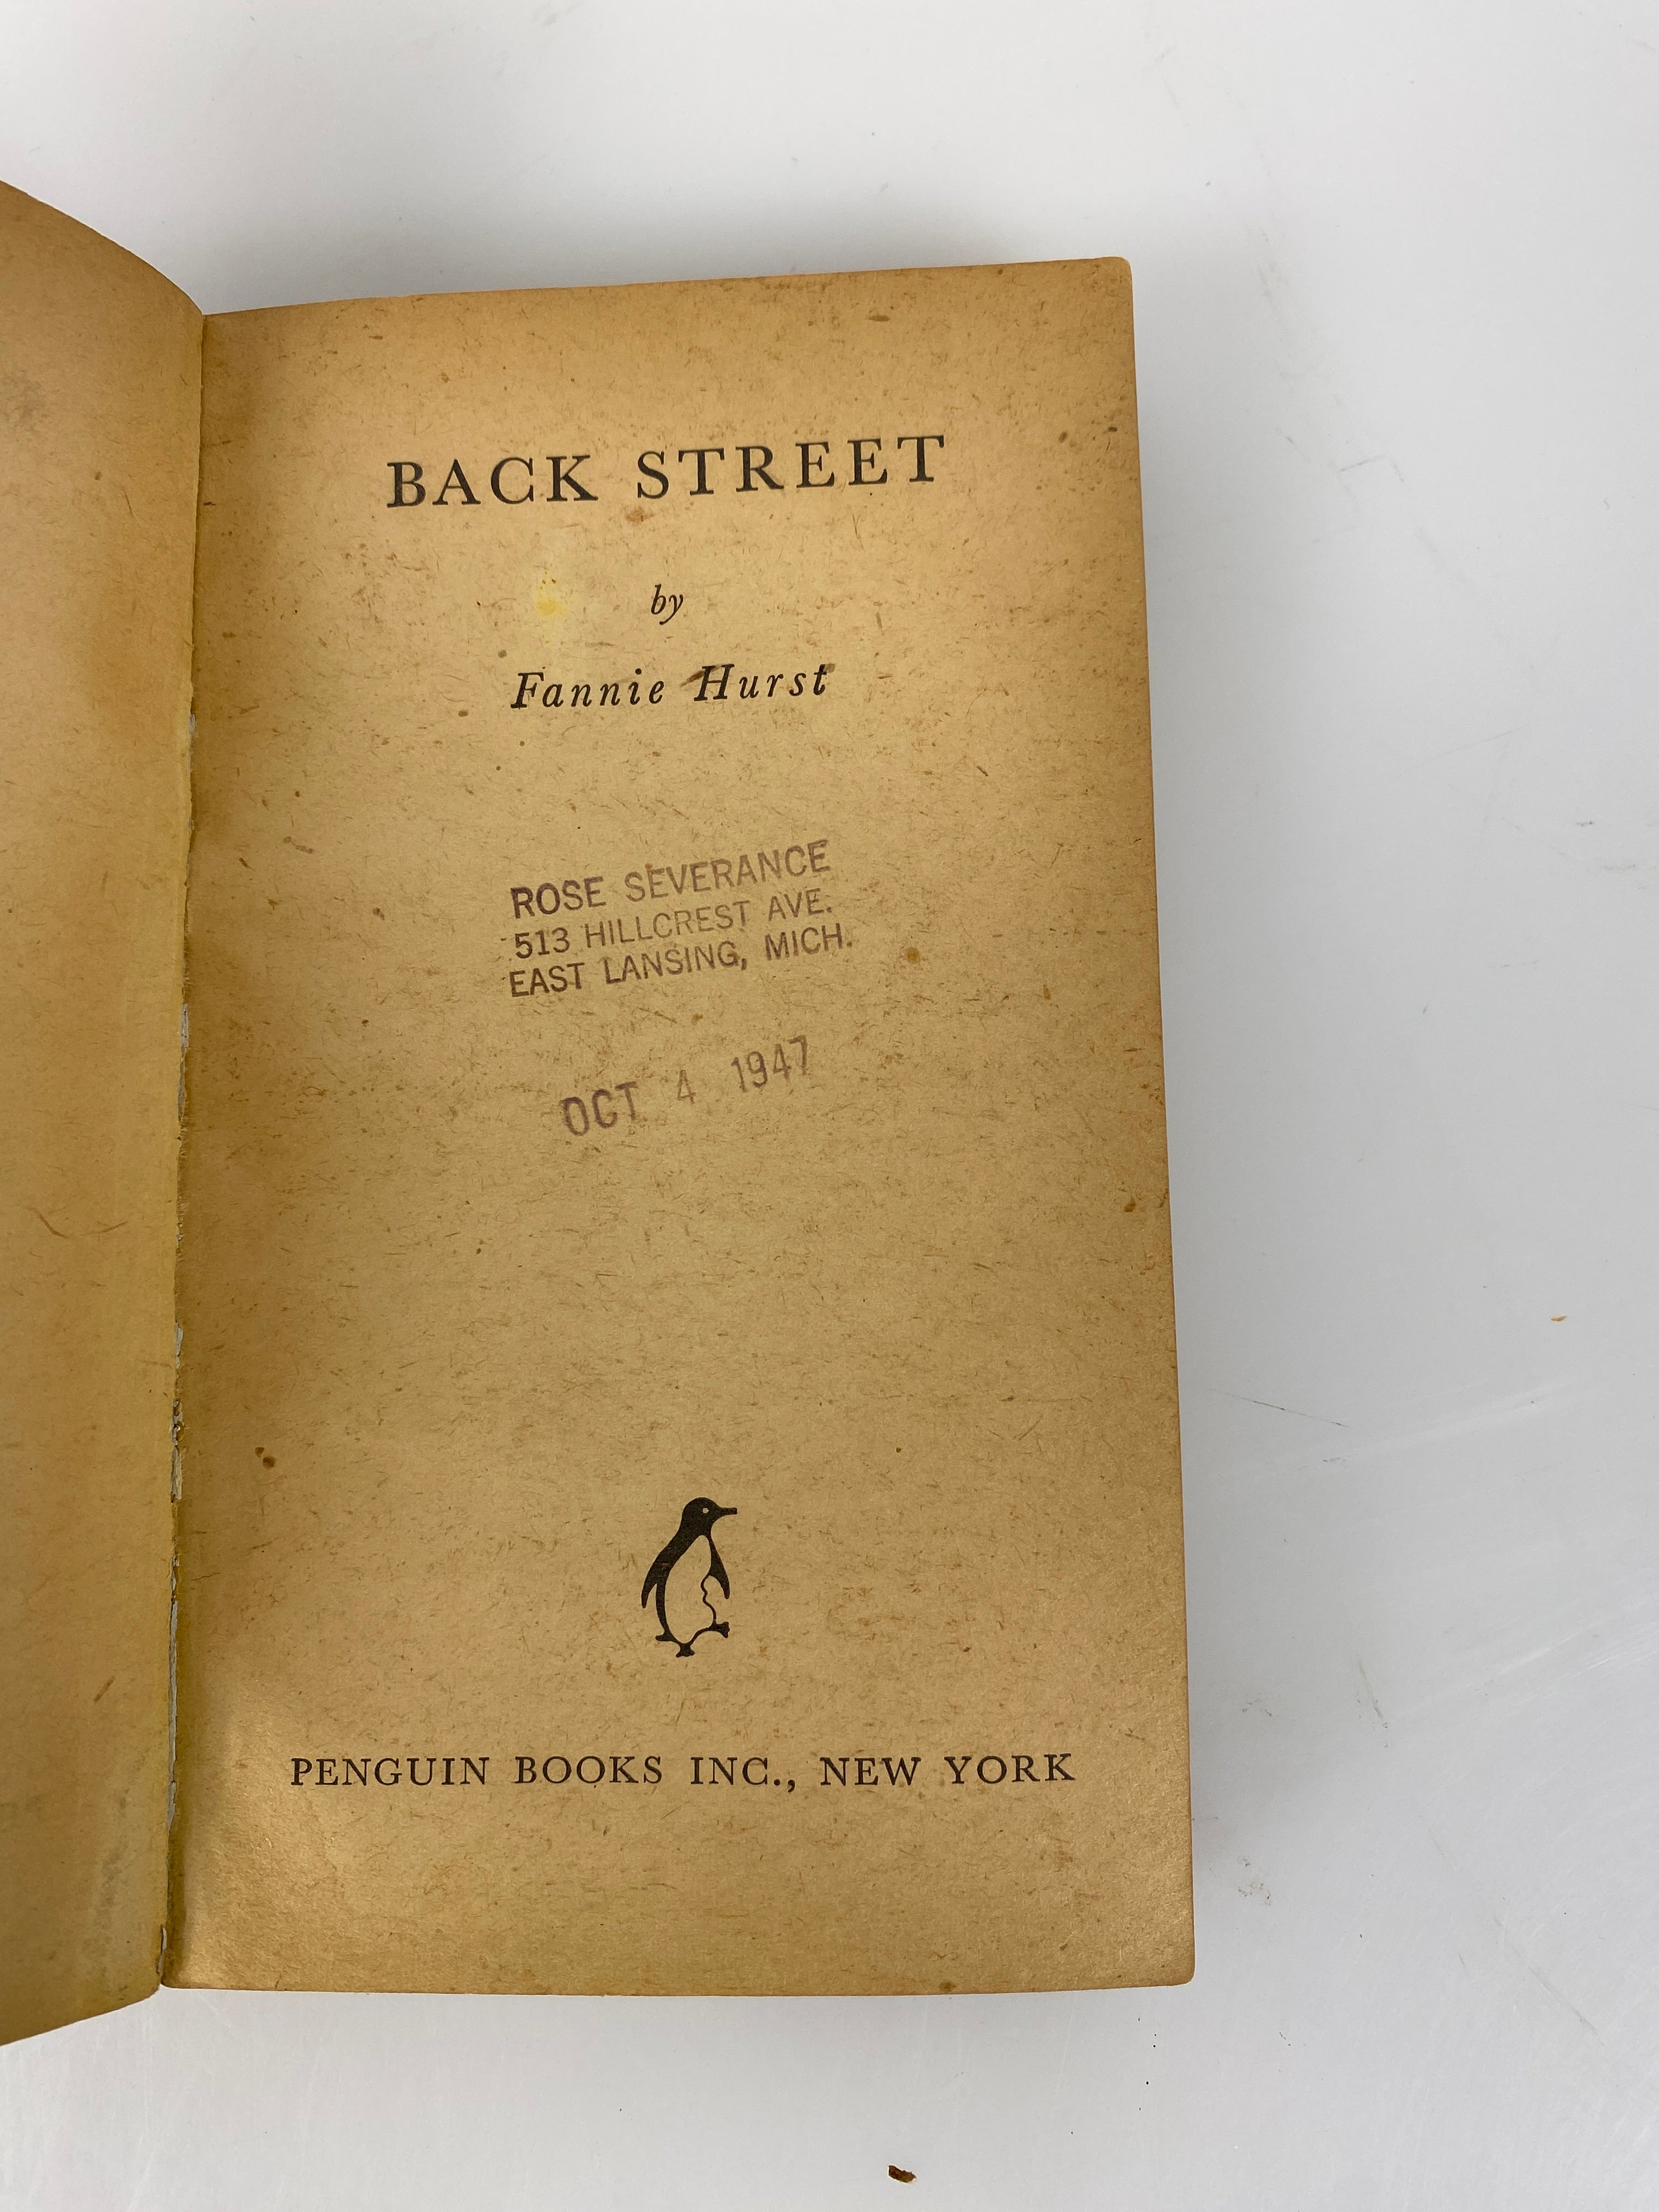 BACK STREET
by
Fannie Hurst
ROSE SEVERANCE
513 HILLCREST AVE.
EAST LANSING, MICH.
OCT 4 1947
PENGUIN BOOKS INC., NEW YORK